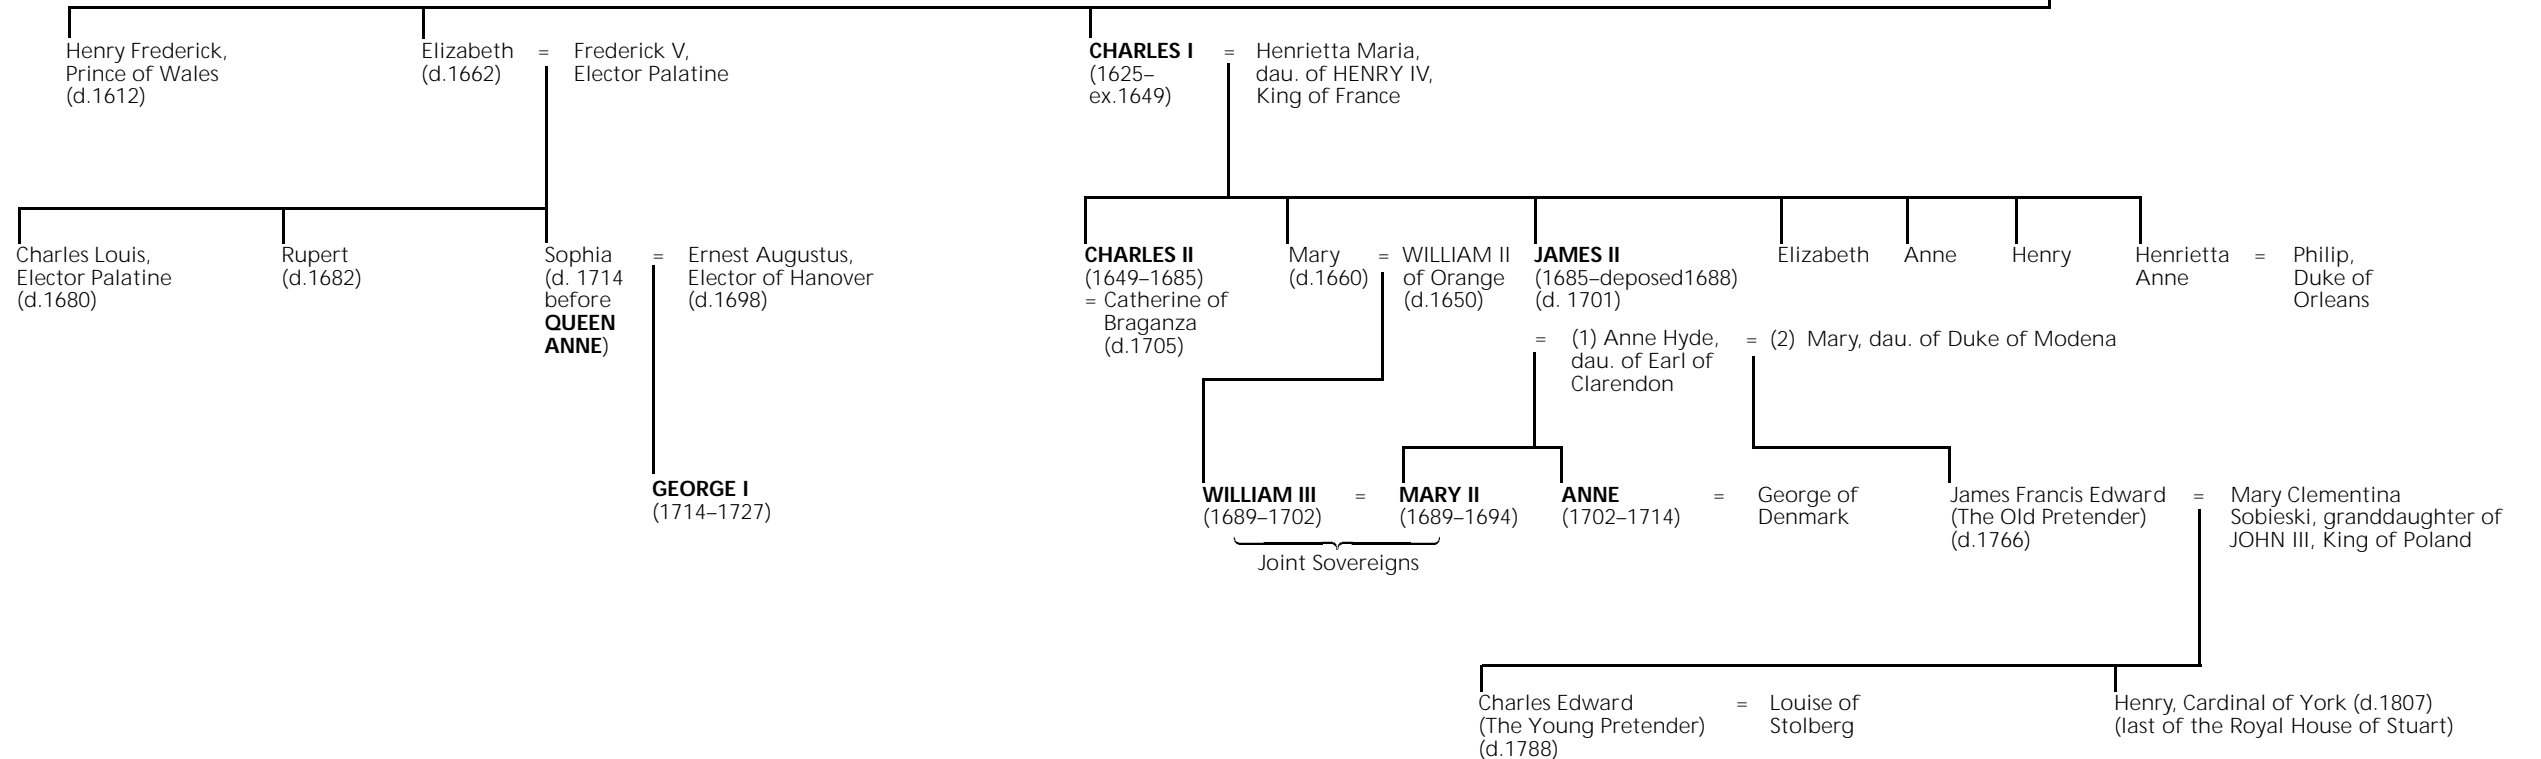 Henry Frederick,
Prince of Wales
(d.1612)
Elizabeth
(d.1662)
=
Frederick V,
Elector Palatine
CHARLES I
(1625–
ex.1649)
=
Henrietta Maria,
dau. of HENRY IV,
King of France
Charles Louis,
Elector Palatine
(d.1680)
Rupert
(d.1682)
Sophia
(d. 1714
before
QUEEN
ANNE)
=
Ernest Augustus,
Elector of Hanover
(d.1698)
CHARLES II
(1649–1685)
= Catherine of
Braganza
(d.1705)
Mary
(d.1660)
=
WILLIAM II
of Orange
(d.1650)
JAMES II
(1685–deposed1688)
(d. 1701)
= (1) Anne Hyde,
dau. of Earl of
Clarendon
= (2) Mary, dau. of Duke of Modena
Elizabeth
Anne
Henry
Henrietta
Anne
=
Philip,
Duke of
Orleans
GEORGE I
(1714–1727)
WILLIAM III
(1689–1702)
=
MARY II
(1689–1694)
Joint Sovereigns
ANNE
(1702–1714)
=
George of
Denmark
James Francis Edward
(The Old Pretender)
(d.1766)
=
Mary Clementina
Sobieski, granddaughter of
JOHN III, King of Poland
Charles Edward
(The Young Pretender)
(d.1788)
=
Louise of
Stolberg
Henry, Cardinal of York (d.1807)
(last of the Royal House of Stuart)